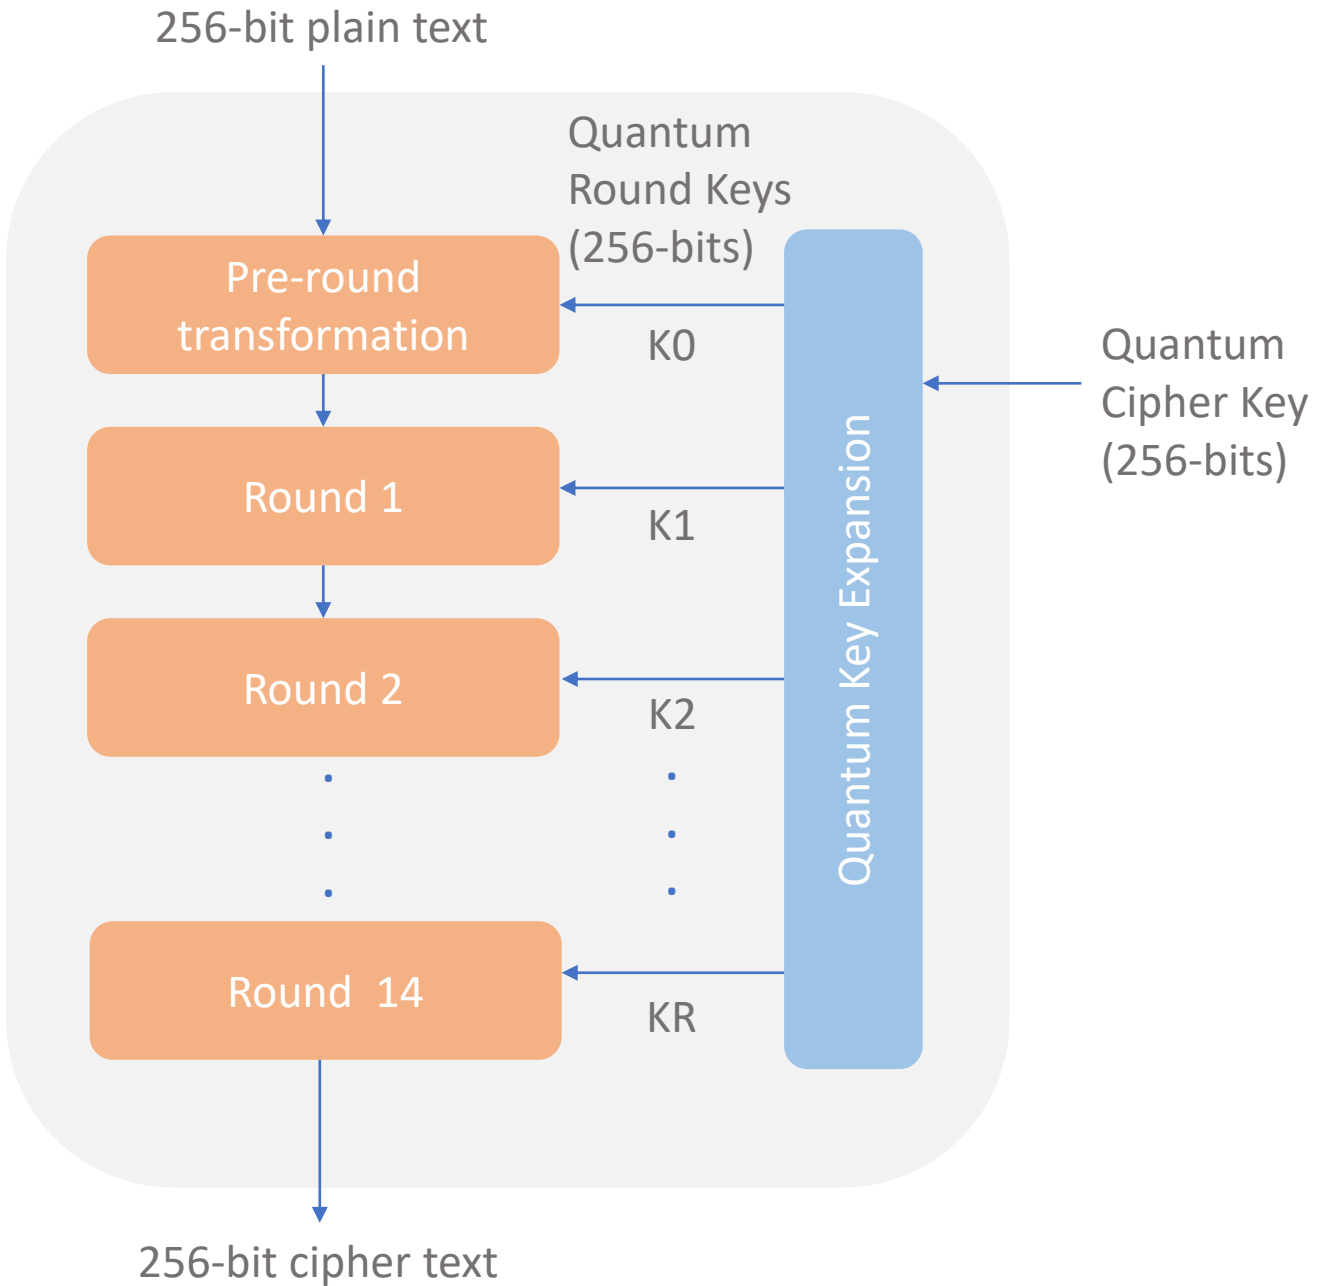 256-bit plain text
Quantum
Round Keys
(256-bits)
Pre-round
transformation
K0
Quantum
Cipher Key
(256-bits)
Round 1
K1
Quantum Key Expansion
Round 2
K2
.
.
.
.
.
.
Round 14
KR
256-bit cipher text